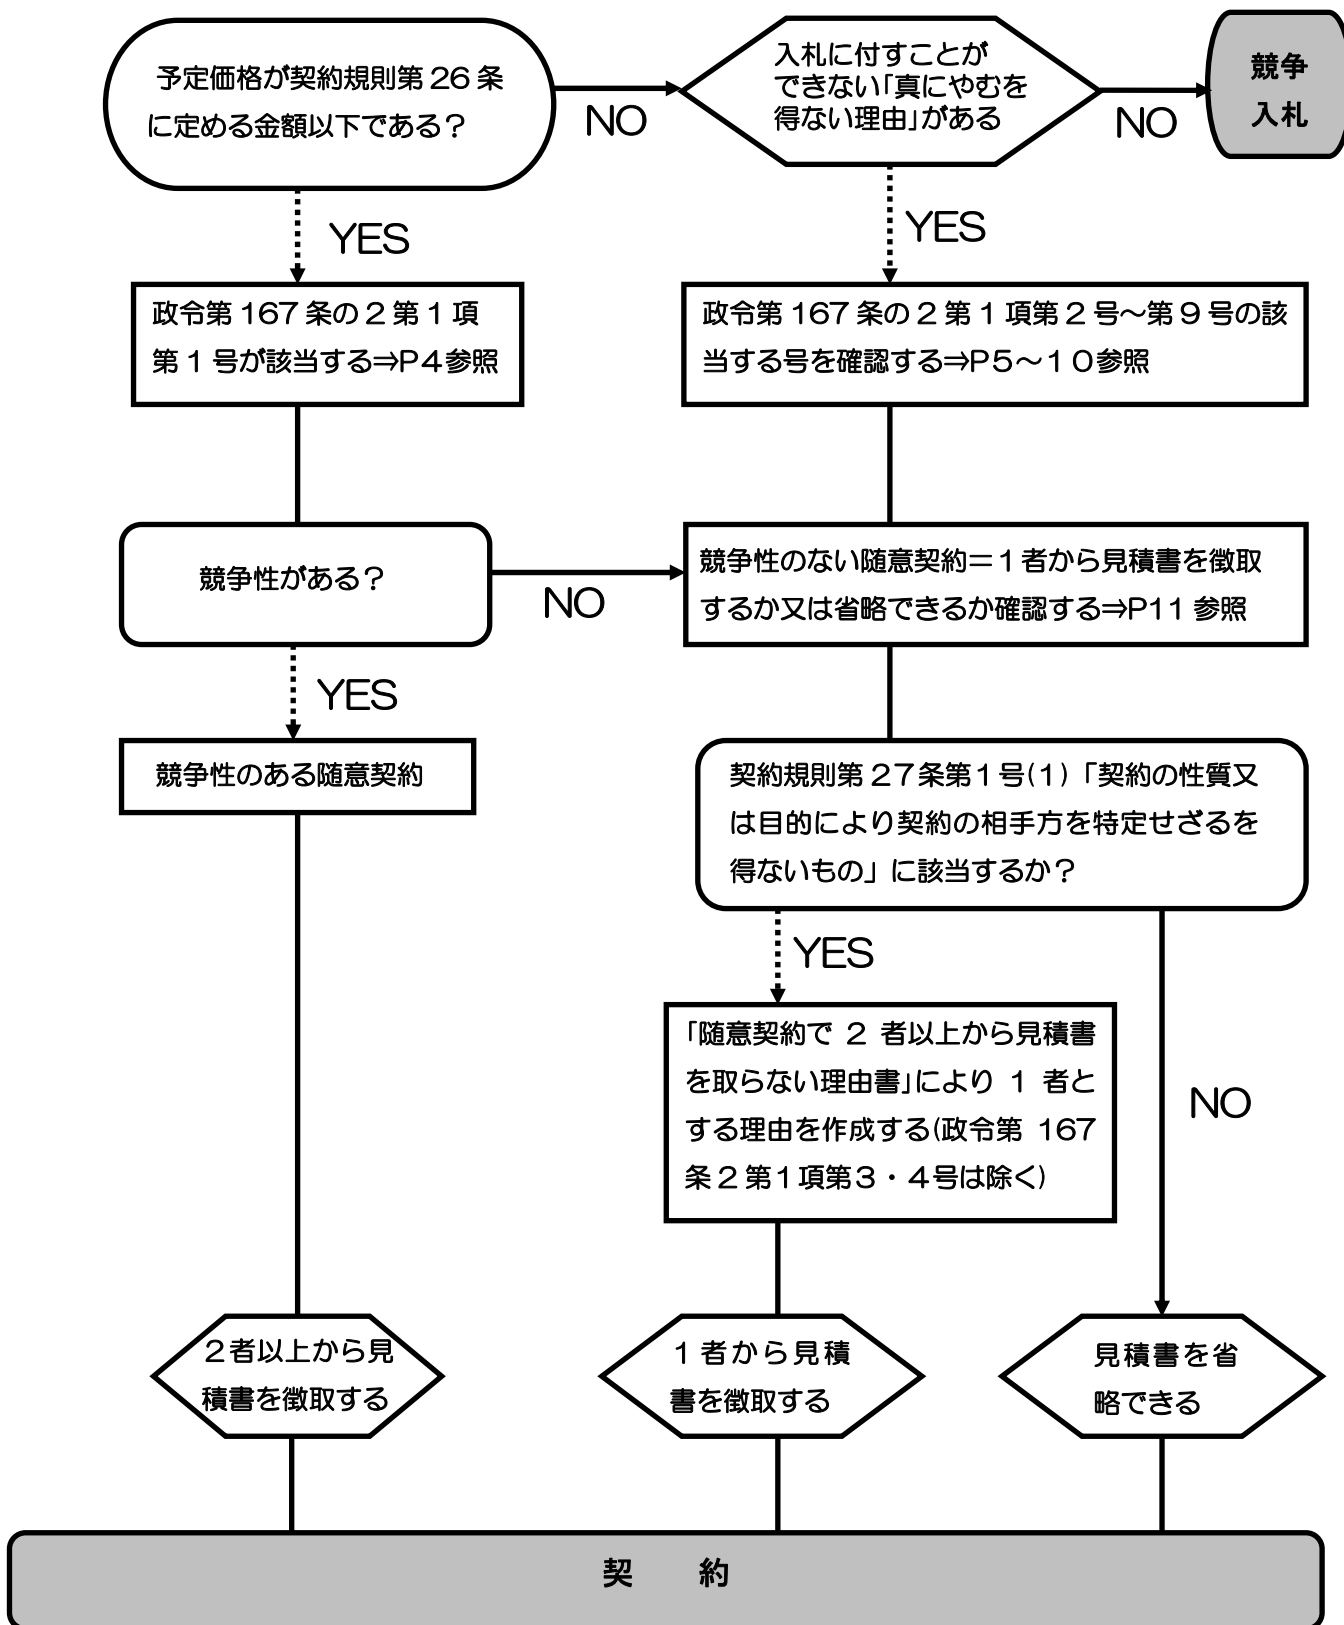 予定価格が契約規則第26条
に定める金額以下である？
NO
入札に付すことが
できない「真にやむを
得ない理由」がある
NO
競争
入札
YES
YES
政令第167条の2第1項
第1号が該当する⇒P4参照
政令第167条の2第1項第2号～第9号の該
当する号を確認する⇒P5～10参照
競争性がある？
NO
競争性のない随意契約＝1者から見積書を徴取
するか又は省略できるか確認する⇒P11参照
YES
競争性のある随意契約
契約規則第27条第1号(1)「契約の性質又
は目的により契約の相手方を特定せざるを
得ないもの」に該当するか？
YES
NO
「随意契約で 2 者以上から見積書
を取らない理由書」により 1 者と
する理由を作成する(政令第 167
条2第1項第3・4号は除く)
2者以上から見
積書を徴取する
1者から見積
書を徴取する
見積書を省
略できる
契　約